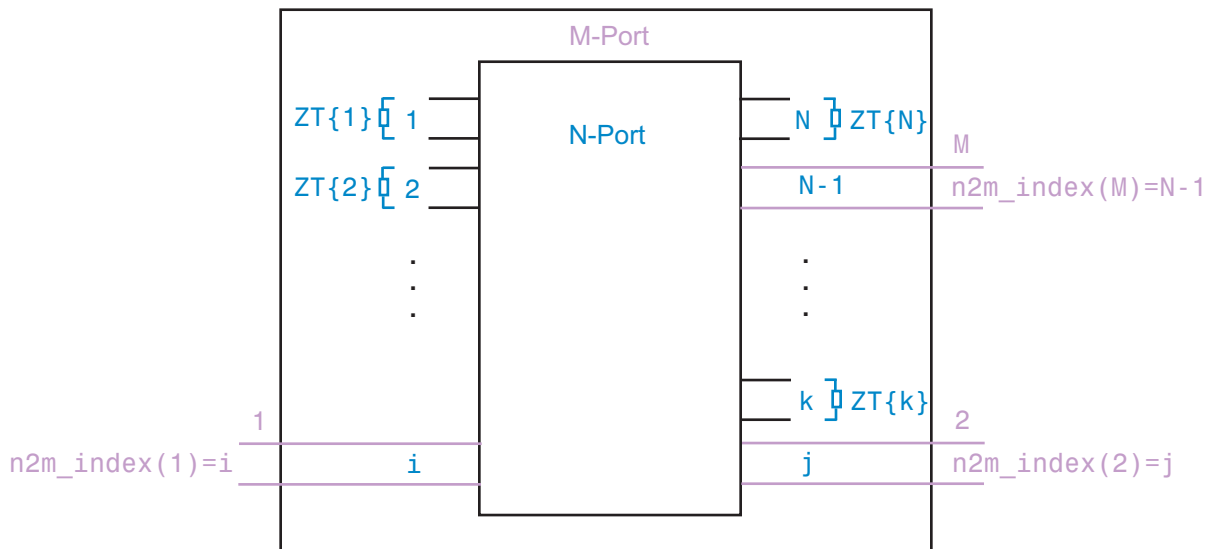 M-Port
N-Port
ZT{1} 1
N ZT{N}
M
ZT{2} 2
N-1 n2m_index(M)=N-1
.
.
.
.
.
.
k ZT{k}
1
2
n2m_index(1)=i i
j n2m_index(2)=j